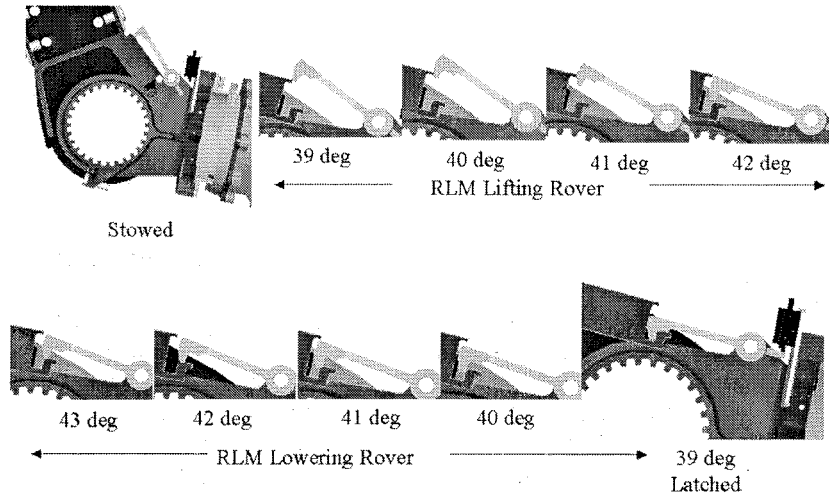 39 deg
40 deg
41 deg
42 deg
RLM Lifting Rover
Stowed
43 deg
42 deg
41 deg
40 deg
RLM Lowering Rover
39 deg
Latched